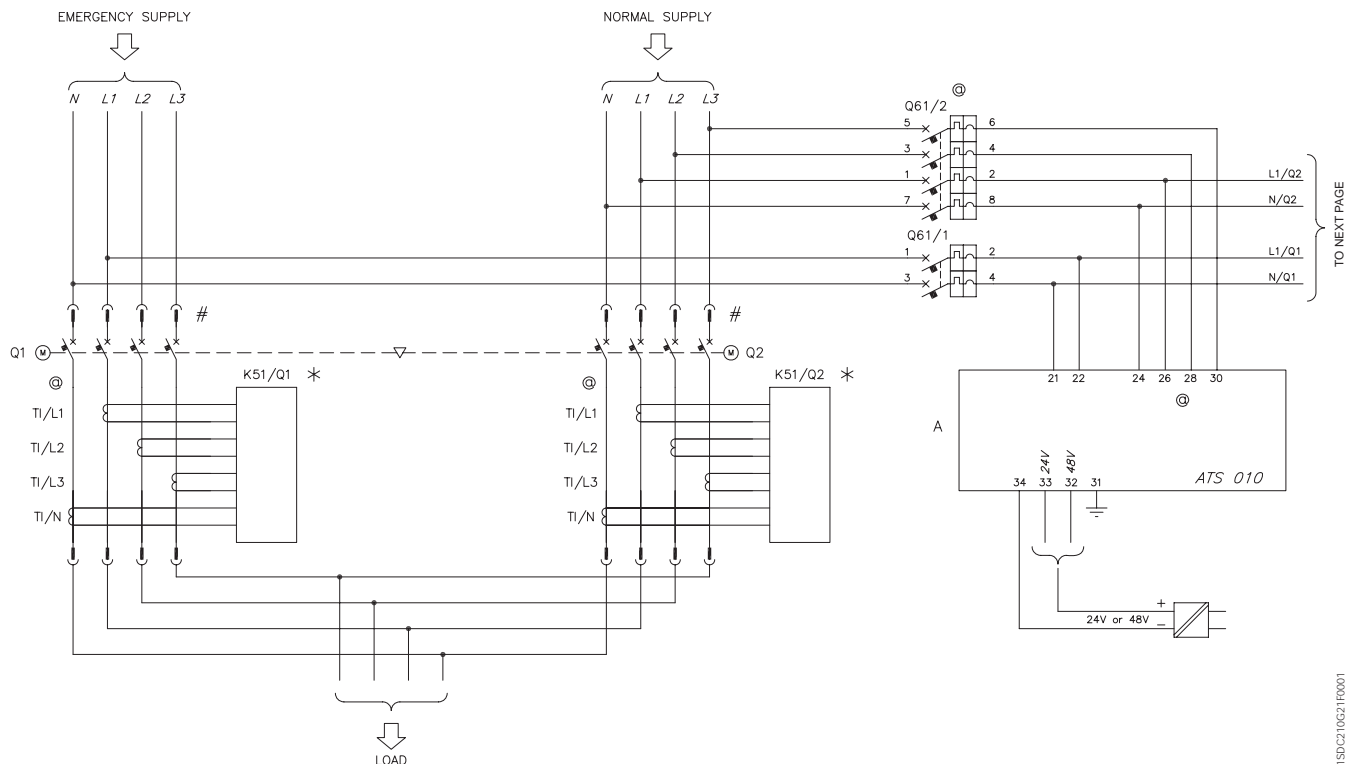 EMERGENCY SUPPLY
NORMAL SUPPLY
N L1 L2 L3
N L1 L2 L3
@
Q61/2
5 6
3 4
1 2 L1/Q2
7 8 N/Q2
Q61/1
1 2 L1/Q1
3 4 N/Q1
TO NEXT PAGE
#
#
Q1 M
M Q2
@
K51/Q1 *
@
K51/Q2 *
TI/L1
TI/L2
TI/L3
TI/N
TI/L1
TI/L2
TI/L3
TI/N
21 22 24 26 28 30
@
A
24V
48V
34 33 32 31
ATS 010
+
24V or 48V –
LOAD
1SDC210G21F0001